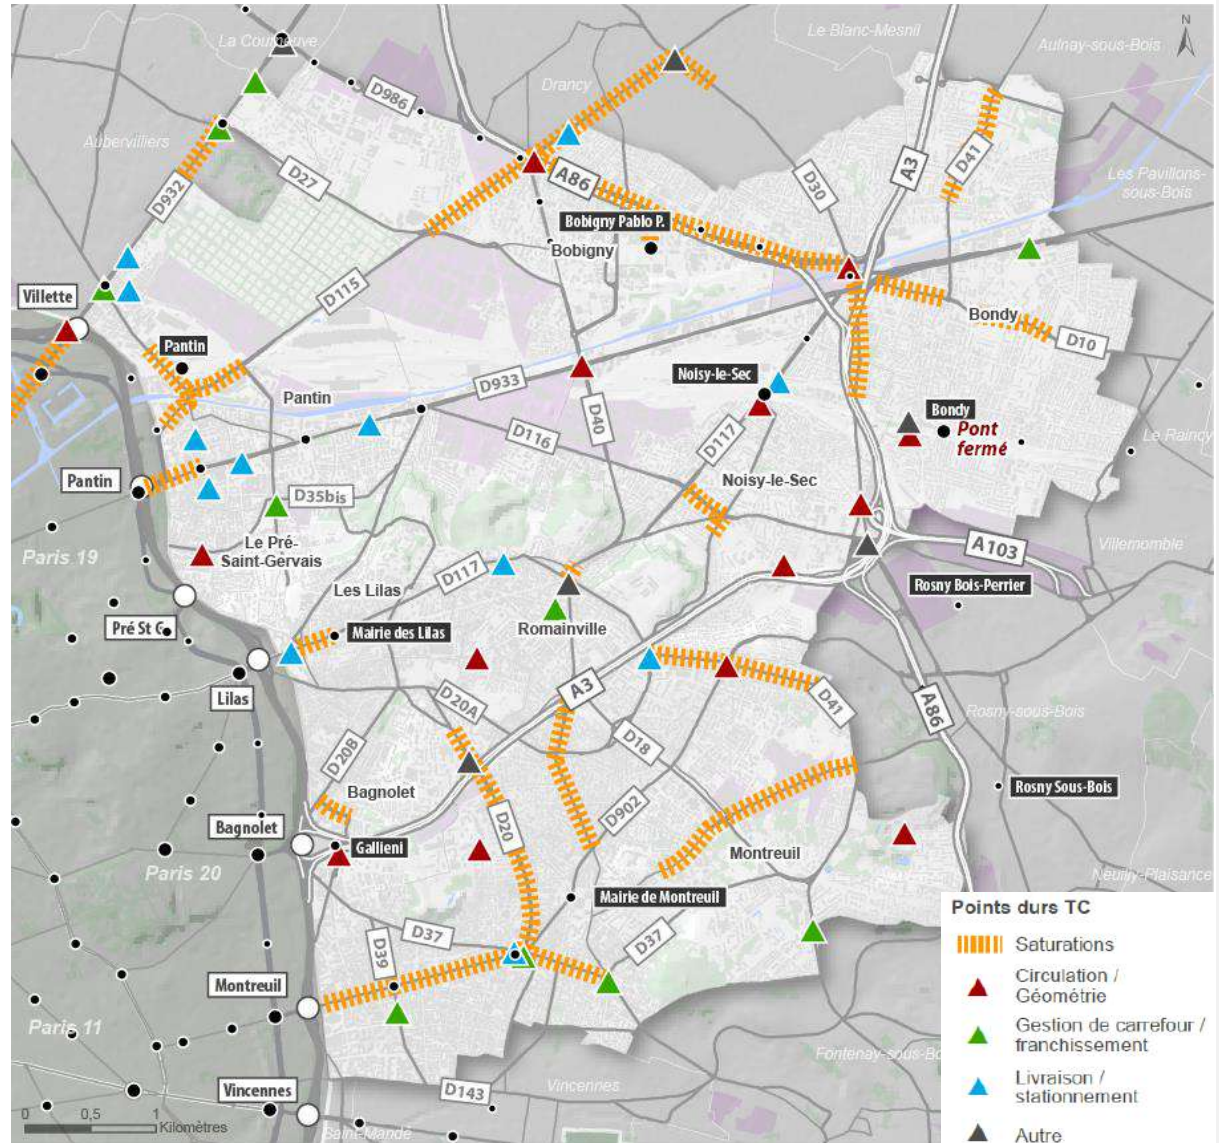 N
La Courneuve
Le Blanc-Mesnil
Aulnay-sous-Bois
Drancy
D986
Aubervilliers
D41
A3
D27
A86
D30
Les Pavillons-
sous-Bois
D932
Bobigny Pablo P.
Bobigny
Villette
D115
Bondy
D10
Pantin
Pantin
D933
Noisy-le-Sec
D40
Bondy
Pont
fermé
Le Raincy
D116
D117
Noisy-le-Sec
Pantin
D35bis
Paris 19
Le Pré-
Saint-Gervais
A103
Villemomble
D117
Les Lilas
Rosny Bois-Perrier
Pré St G.
Mairie des Lilas
Romainville
Lilas
A3
D20A
D41
A86
Rosny-sous-Bois
D18
D20B
Bagnolet
Rosny Sous-Bois
D20
D902
Bagnolet
Gallieni
Montreuil
Paris 20
Neuilly-Plaisance
Mairie de Montreuil
D37
D37
D39
Montreuil
Paris 11
Fontenay-sous-Bo
Vincennes
D143
Vincennes
Saint-Mandé
0 0,5 1
Kilomètres
Points durs TC
Saturations
Circulation /
Géométrie
Gestion de carrefour /
franchissement
Livraison /
stationnement
Autre